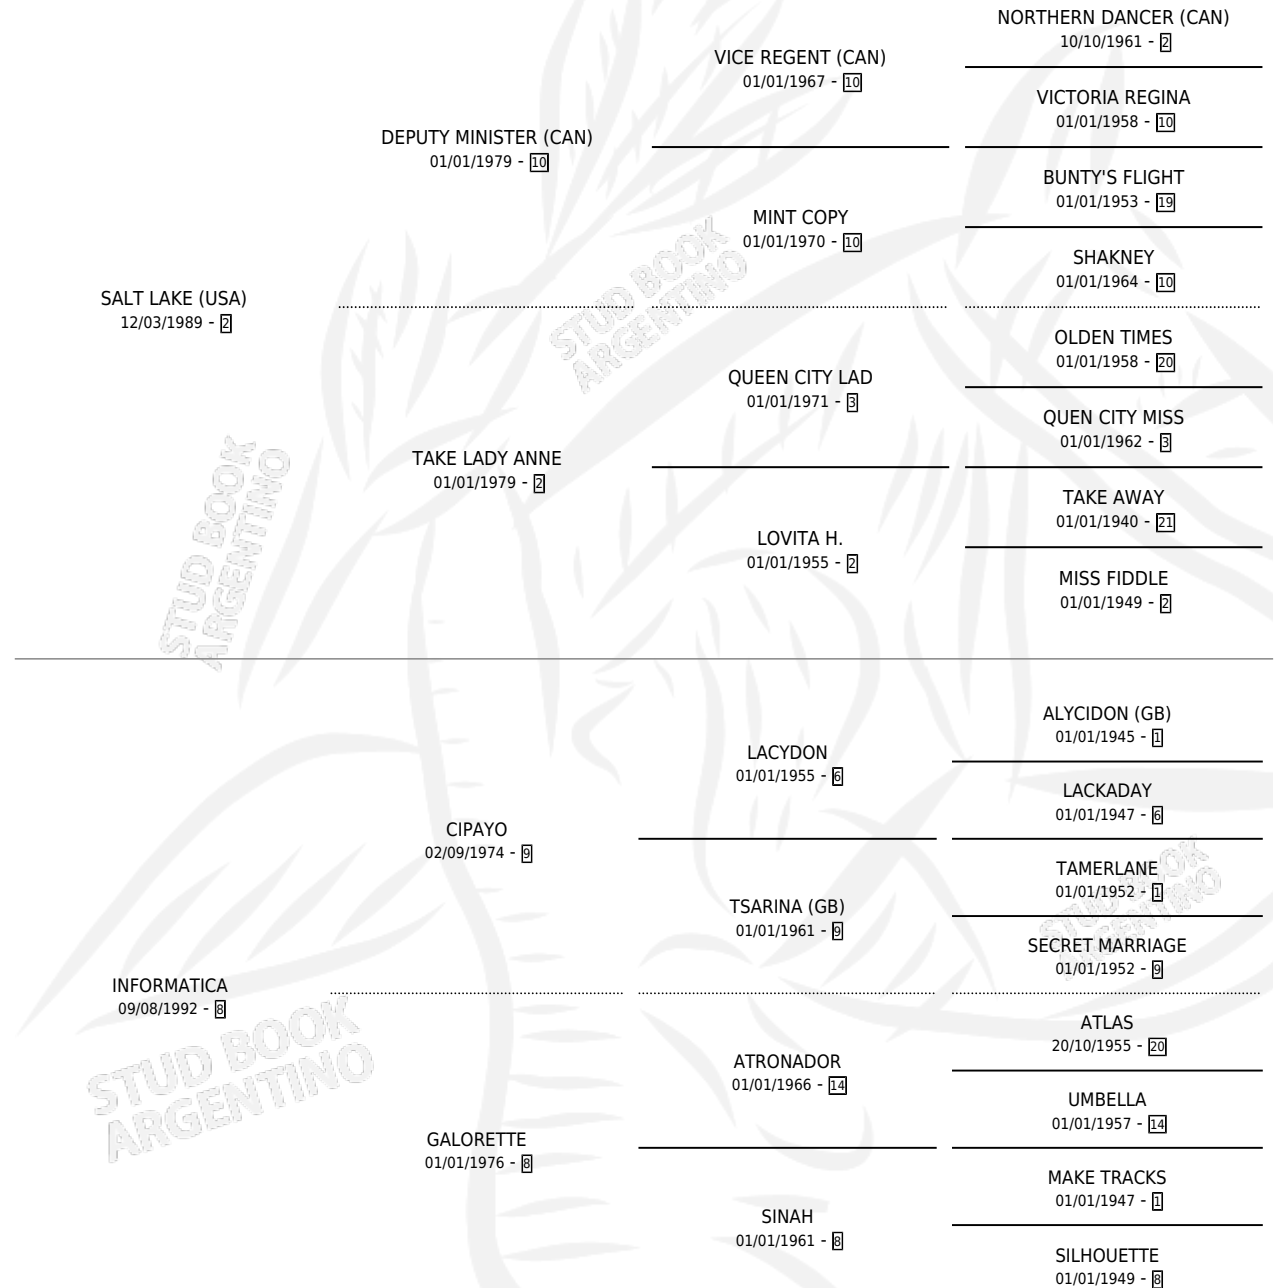 NORTHERN DANCER (CAN)
10/10/1961 - 2
VICE REGENT (CAN)
01/01/1967 - 10
VICTORIA REGINA
01/01/1958 - 10
DEPUTY MINISTER (CAN)
01/01/1979 - 10
BUNTY'S FLIGHT
01/01/1953 - 19
MINT COPY
01/01/1970 - 10
SHAKNEY
01/01/1964 - 10
SALT LAKE (USA)
12/03/1989 - 2
STUD BOOK
ARGENTINO
OLDEN TIMES
01/01/1958 - 20
QUEEN CITY LAD
01/01/1971 - 3
QUEN CITY MISS
01/01/1962 - 3
TAKE LADY ANNE
01/01/1979 - 2
TAKE AWAY
01/01/1940 - 21
LOVITA H.
01/01/1955 - 2
MISS FIDDLE
01/01/1949 - 2
STUD BOOK
ARGENTINO
ALYCIDON (GB)
01/01/1945 - 1
LACYDON
01/01/1955 - 6
LACKADAY
01/01/1947 - 6
CIPAYO
02/09/1974 - 9
TAMERLANE
01/01/1952 - 1
STUD BOOK
ARGENTINO
TSARINA (GB)
01/01/1961 - 9
SECRET MARRIAGE
01/01/1952 - 9
INFORMATICA
09/08/1992 - 8
STUD BOOK
ARGENTINO
ATLAS
20/10/1955 - 20
ATRONADOR
01/01/1966 - 14
UMBELLA
01/01/1957 - 14
GALORETTE
01/01/1976 - 8
MAKE TRACKS
01/01/1947 - 1
SINAH
01/01/1961 - 8
SILHOUETTE
01/01/1949 - 8